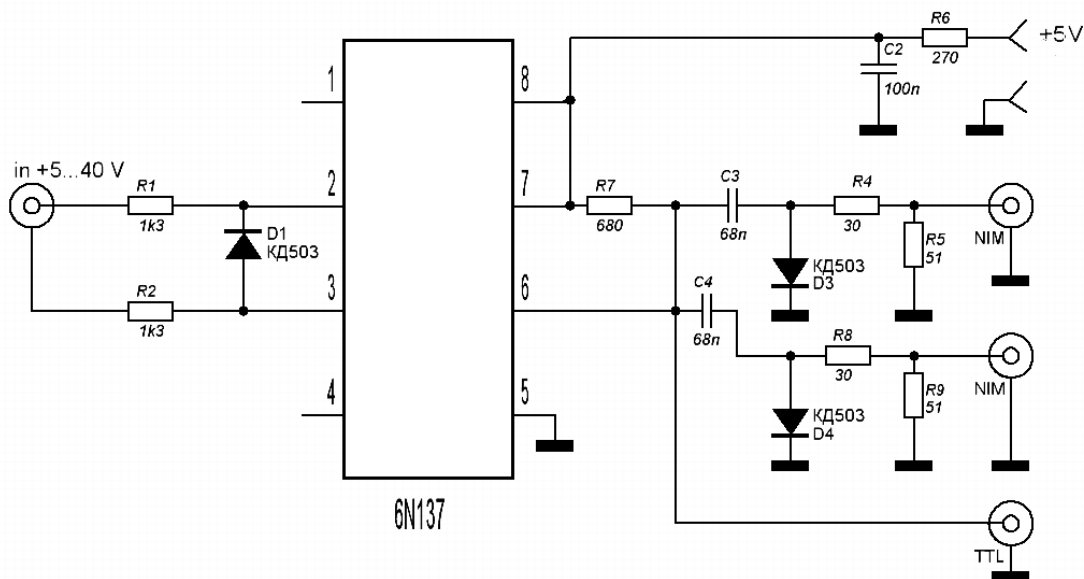 R6
+5V
C2
270
100n
1
8
in +5...40 V
R1
1k3
2
7
R7
680
C3
68n
R4
30
R5
51
NIM
D1
КД503
КД503
D3
R2
1k3
3
6
C4
68n
R8
30
R9
51
NIM
КД503
D4
4
5
6N137
TTL